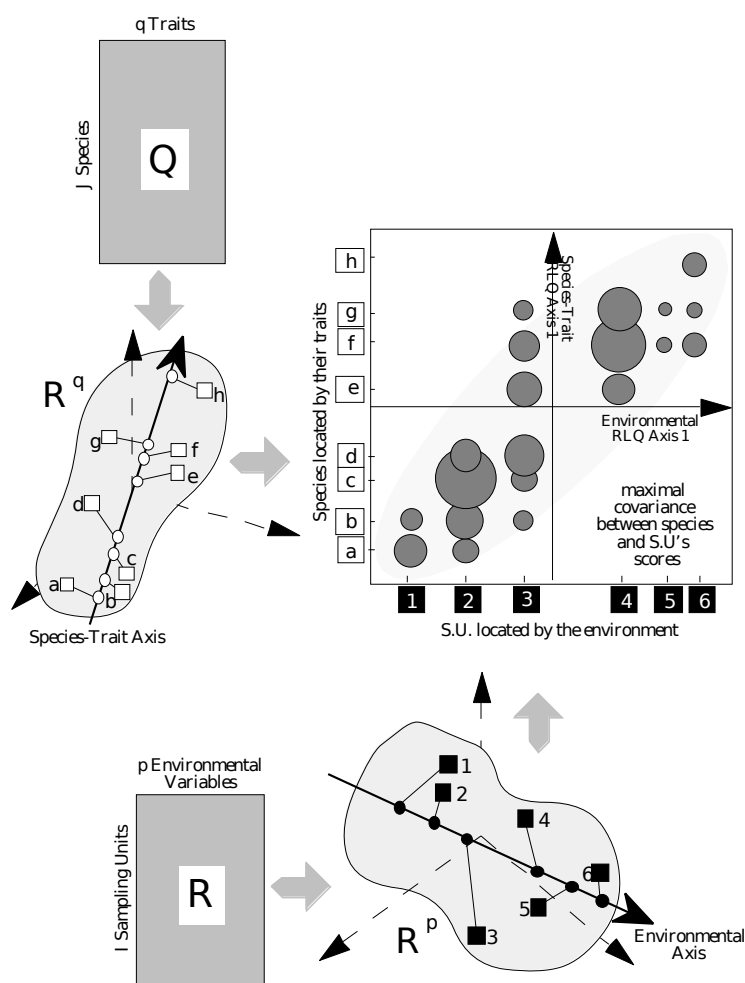 q Traits
J Species
Q
R q
h
g
f
e
d
c
a
b
Species-Trait Axis
Species located by their traits
h
g
f
e
d
c
b
a
Species-Trait
RLQ Axis 1
Environmental
RLQ Axis 1
maximal
covariance
between species
and S.U's
scores
1 2 3 4 5 6
S.U. located by the environment
p Environmental
Variables
I Sampling Units
R
1
2
4
6
5
3
R p
Environmental
Axis